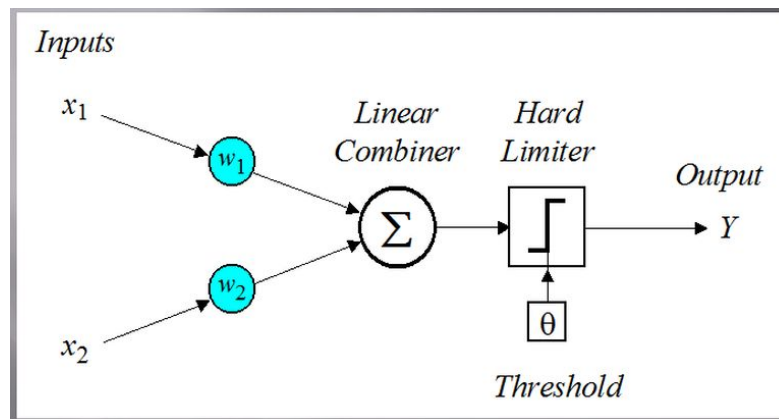 Inputs
x1
w1
Linear
Combiner
Hard
Limiter
Output
Σ
Y
w2
θ
x2
Threshold